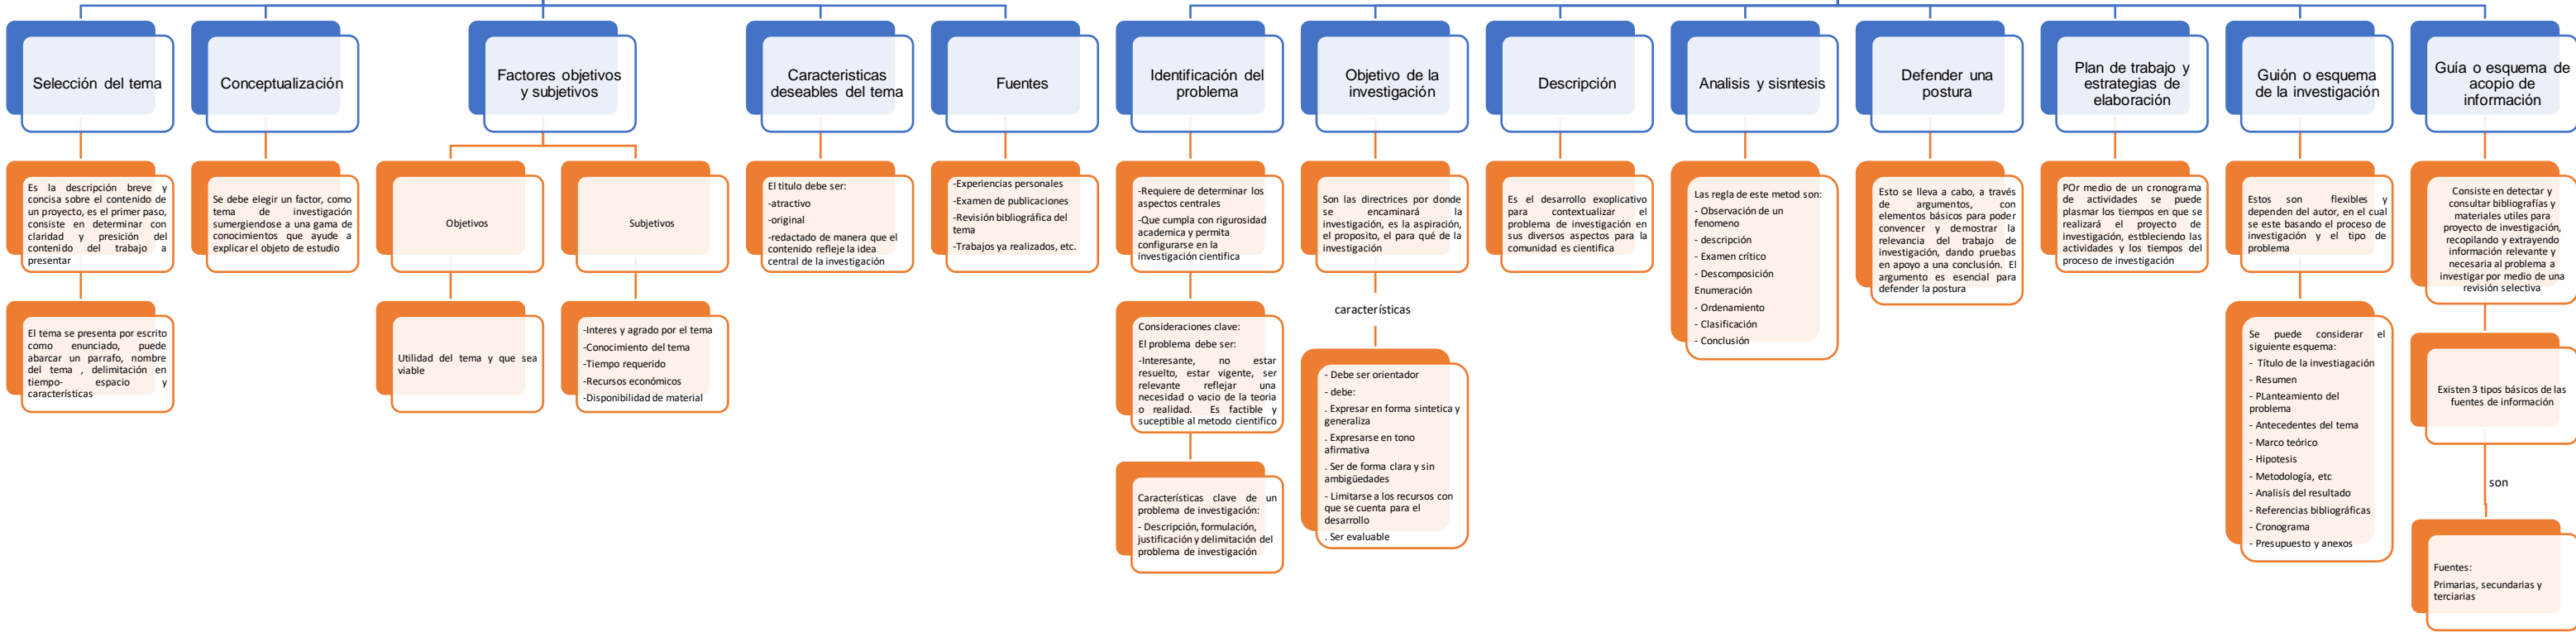 Selección del tema
Conceptualización
Factores objetivos
y subjetivos
Caracteristicas
deseables del tema
Fuentes
Identificación del
problema
Objetivo de la
investigación
Descripción
Analisis y sisntesis
Defender una
postura
Plan de trabajo y
estrategias de
elaboración
Guión o esquema
de la investigación
Guía o esquema de
acopio de
información
Es la descripción breve y
concisa sobre el contenido de
un proyecto, es el primer paso,
consiste en determinar con
claridad y presición del
contenido del trabajo a
presentar
El tema se presenta por escrito
como enunciado, puede
abarcar un parrafo, nombre
del tema , delimitación en
tiempo- espacio y
características
Se debe elegir un factor, como
tema de investigación
sumergiendose a una gama de
conocimientos que ayude a
explicar el objeto de estudio
Objetivos
Utilidad del tema y que sea
viable
Subjetivos
-Interes y agrado por el tema
-Conocimiento del tema
-Tiempo requerido
-Recursos económicos
-Disponibilidad de material
El titulo debe ser:
-atractivo
-original
-redactado de manera que el
contenido refleje la idea
central de la investigación
-Experiencias personales
-Examen de publicaciones
-Revisión bibliográfica del
tema
-Trabajos ya realizados, etc.
-Requiere de determinar los
aspectos centrales
-Que cumpla con rigurosidad
academica y permita
configurarse en la
investigación cientifica
Consideraciones clave:
El problema debe ser:
-Interesante, no estar
resuelto, estar vigente, ser
relevante reflejar una
necesidad o vacio de la teoria
o realidad. Es factible y
suceptible al metodo cientifico
Características clave de un
problema de investigación:
- Descripción, formulación,
justificación y delimitación del
problema de investigación
Son las directrices por donde
se encaminará la
investigación, es la aspiración,
el proposito, el para qué de la
investigación
características
- Debe ser orientador
- debe:
. Expresar en forma sintetica y
generaliza
. Expresarse en tono
afirmativa
. Ser de forma clara y sin
ambigüedades
- Limitarse a los recursos con
que se cuenta para el
desarrollo
. Ser evaluable
Es el desarrollo exoplicativo
para contextualizar el
problema de investigación en
sus diversos aspectos para la
comunidad es cientifica
Las regla de este metod son:
- Observación de un
fenomeno
- descripción
- Examen crítico
- Descomposición
Enumeración
- Ordenamiento
- Clasificación
- Conclusión
Esto se lleva a cabo, a través
de argumentos, con
elementos básicos para poder
convencer y demostrar la
relevancia del trabajo de
investigación, dando pruebas
en apoyo a una conclusión. El
argumento es esencial para
defender la postura
POr medio de un cronograma
de actividades se puede
plasmar los tiempos en que se
realizará el proyecto de
investigación, estbleciendo las
actividades y los tiempos del
proceso de investigación
Estos son flexibles y
dependen del autor, en el cual
se este basando el proceso de
investigación y el tipo de
problema
Se puede considerar el
siguiente esquema:
- Título de la investiagación
- Resumen
- PLanteamiento del
problema
- Antecedentes del tema
- Marco teórico
- Hipotesis
- Metodología, etc
- Analisís del resultado
- Referencias bibliográficas
- Cronograma
- Presupuesto y anexos
Consiste en detectar y
consultar bibliografías y
materiales utiles para
proyecto de investigación,
recopilando y extrayendo
información relevante y
necesaria al problema a
investigar por medio de una
revisión selectiva
Existen 3 tipos básicos de las
fuentes de información
son
Fuentes:
Primarias, secundarias y
terciarias